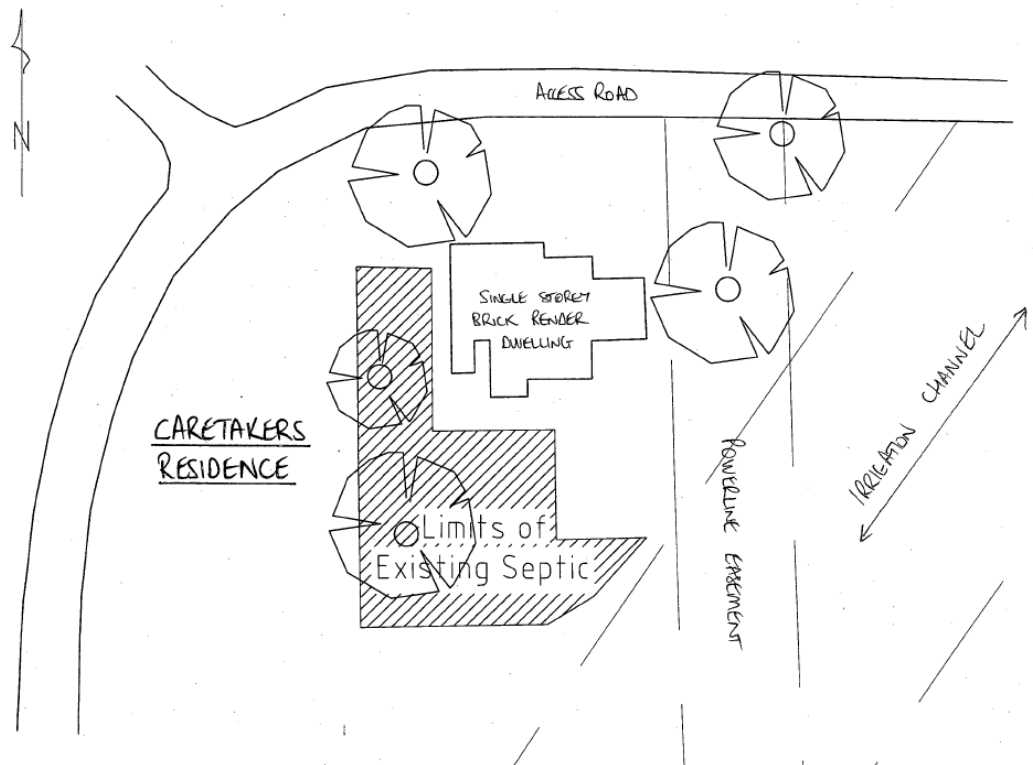 N
ACCESS ROAD
SINGLE STOREY
BRICK RENDER
DWELLING
CARETAKERS
RESIDENCE
Limits of
Existing Septic
POWERLINE EASEMENT
IRRIGATION CHANNEL